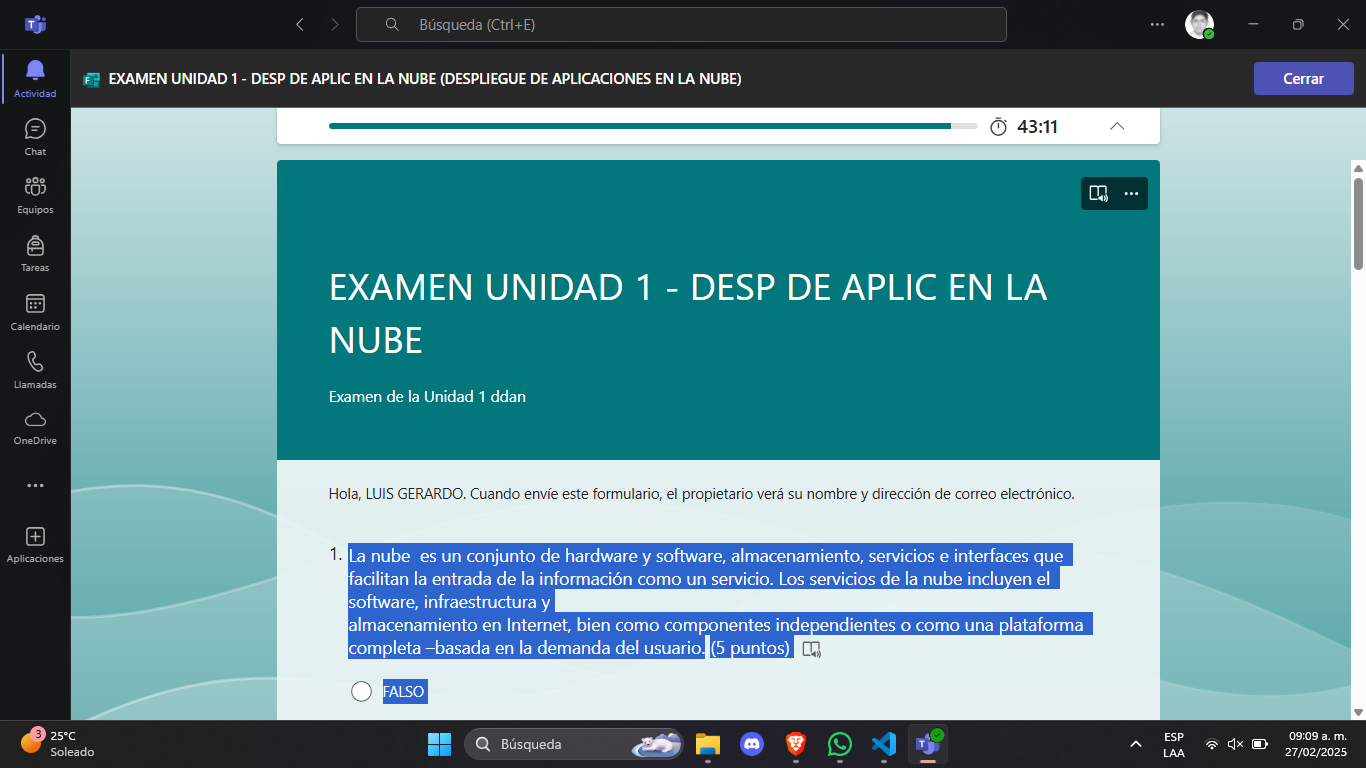 Búsqueda (Ctrl+E)
EXAMEN UNIDAD 1 - DESP DE APLIC EN LA NUBE (DESPLIEGUE DE APLICACIONES EN LA NUBE)
Cerrar
Actividad
Chat
Equipos
Tareas
Calendario
Llamadas
OneDrive
Aplicaciones
43:11
EXAMEN UNIDAD 1 - DESP DE APLIC EN LA
NUBE
Examen de la Unidad 1 ddan
Hola, LUIS GERARDO. Cuando envíe este formulario, el propietario verá su nombre y dirección de correo electrónico.
1. La nube es un conjunto de hardware y software, almacenamiento, servicios e interfaces que
facilitan la entrada de la información como un servicio. Los servicios de la nube incluyen el
software, infraestructura y
almacenamiento en Internet, bien como componentes independientes o como una plataforma
completa –basada en la demanda del usuario. (5 puntos)
FALSO
3
25°C
Soleado
Búsqueda
ESP
LAA
09:09 a. m.
27/02/2025